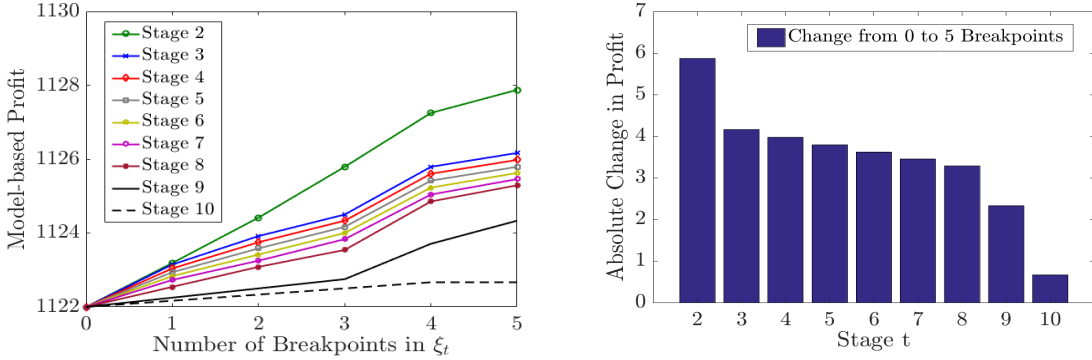 1130
1128
1126
1124
1122
Model-based Profit
Stage 2
Stage 3
Stage 4
Stage 5
Stage 6
Stage 7
Stage 8
Stage 9
Stage 10
0 1 2 3 4 5
Number of Breakpoints in ξt
7
6
5
4
3
2
1
0
Absolute Change in Profit
Change from 0 to 5 Breakpoints
2 3 4 5 6 7 8 9 10
Stage t